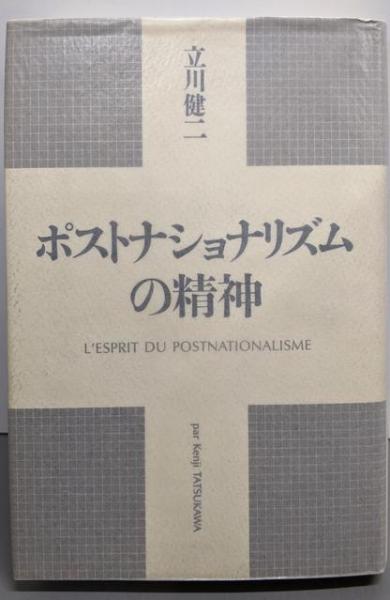 立川健二
ポストナショナリズム
の精神
L'ESPRIT DU POSTNATIONALISME
par Kenji TATSUKAWA